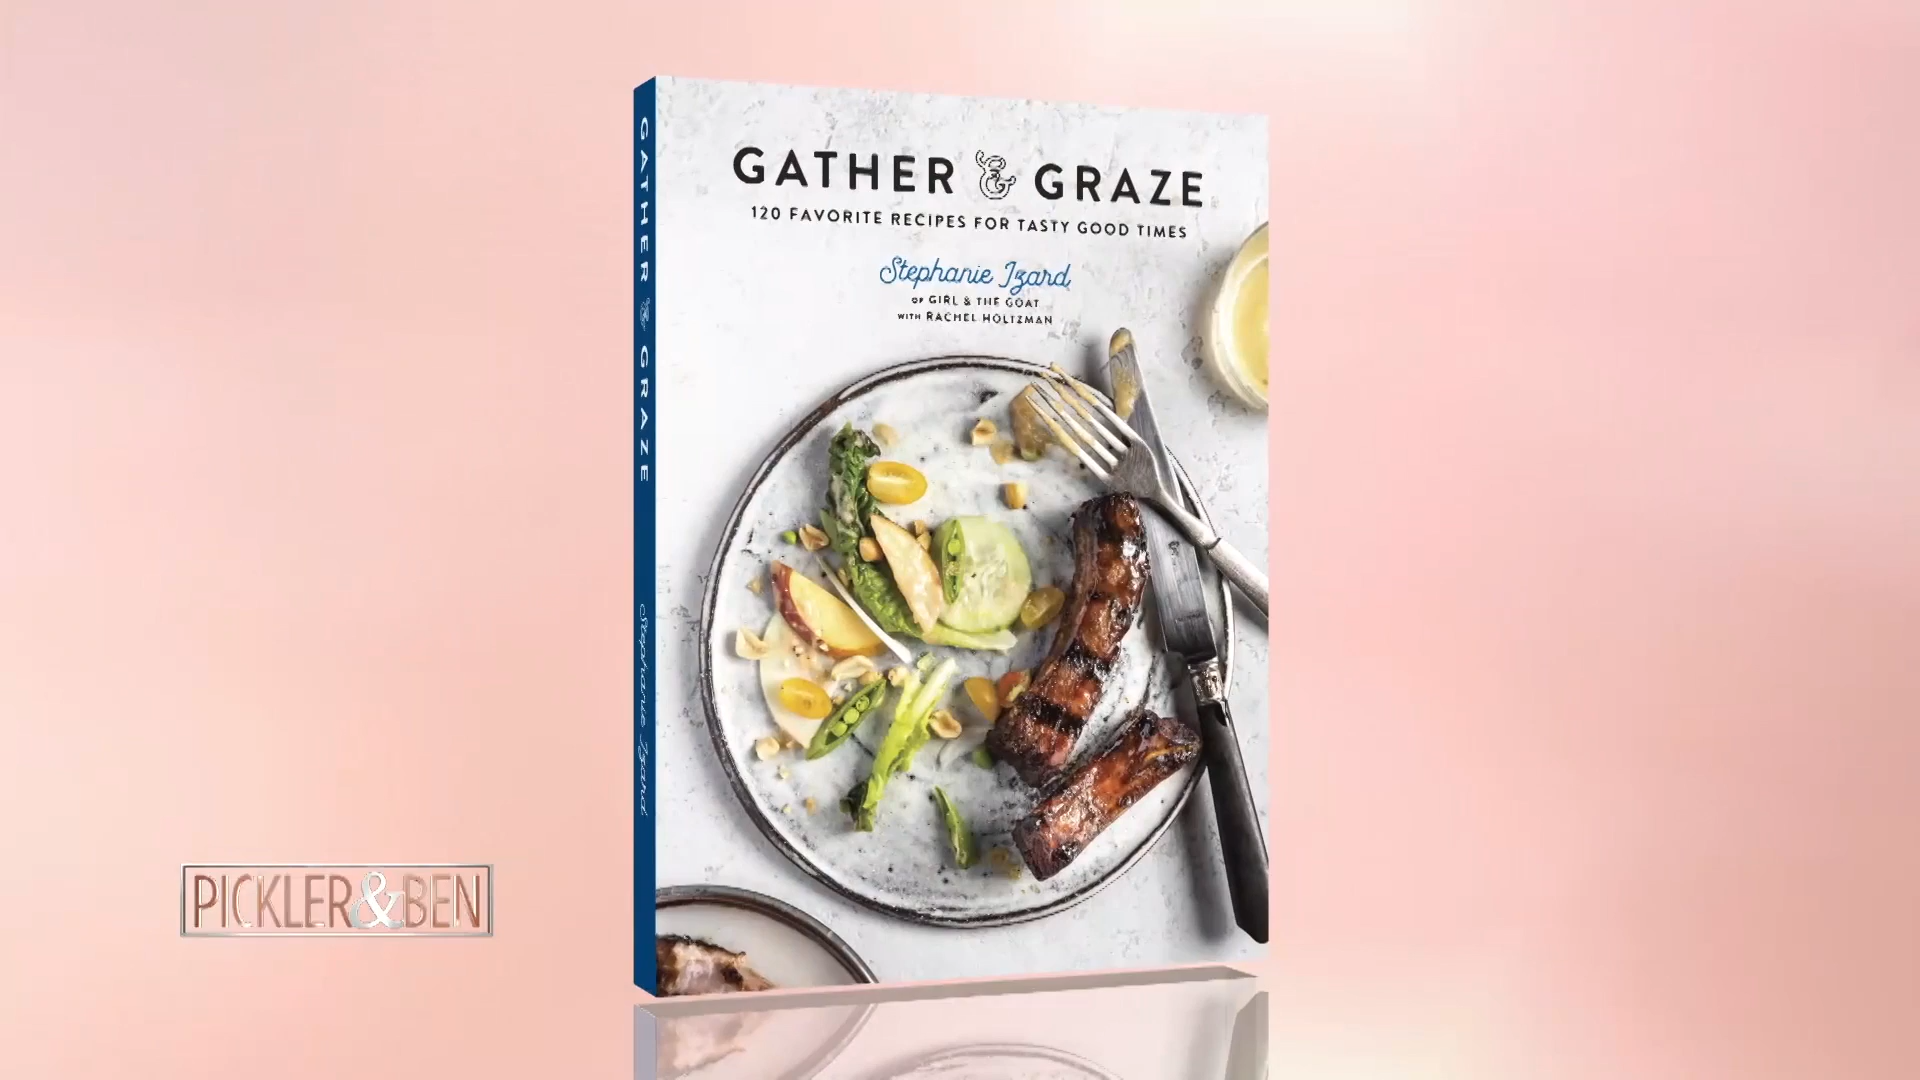 GATHER & GRAZE
120 FAVORITE RECIPES FOR TASTY GOOD TIMES
Stephanie Izard
OF GIRL & THE GOAT
WITH RACHEL HOLTZMAN
GATHER & GRAZE
Stephanie Izard
PICKLER&BEN